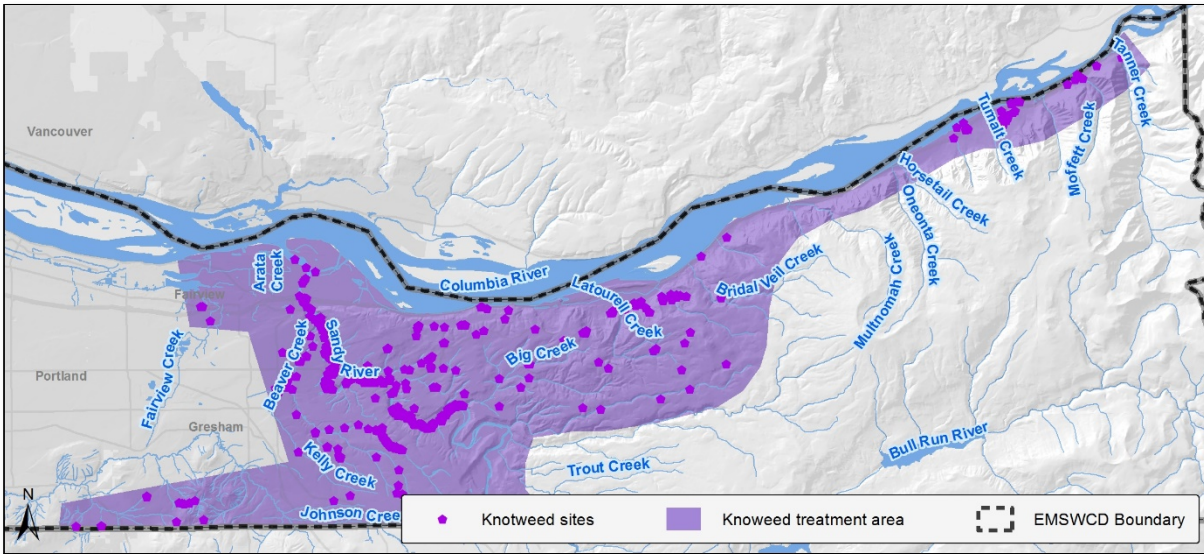 Vancouver
Tanner Creek
Tumalt Creek
Moffett Creek
Horsetail Creek
Oneonta Creek
Multnomah Creek
Arata
Creek
Columbia River
Latourell Creek
Bridal Veil Creek
Fairview
Sandy River
Big Creek
Beaver Creek
Fairview Creek
Portland
Gresham
Kelly Creek
Trout Creek
Bull Run River
Johnson Cree
N
Knotweed sites
Knoweed treatment area
EMSWCD Boundary